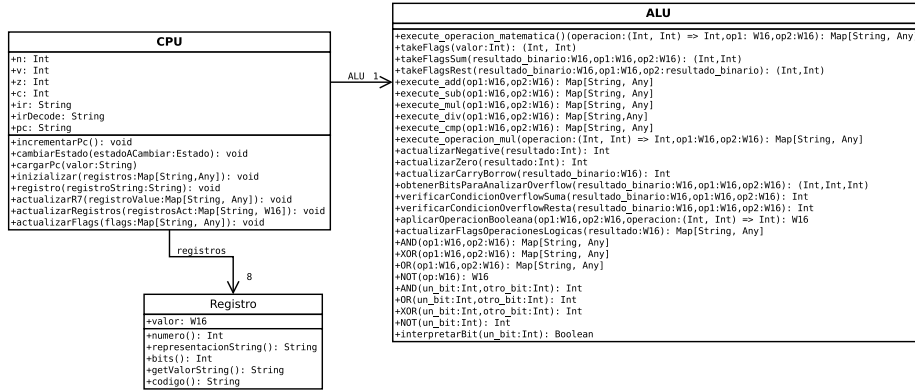 CPU
+n: Int
+v: Int
+z: Int
+c: Int
+ir: String
+irDecode: String
+pc: String
+incrementarPc(): void
+cambiarEstado(estadoACambiar:Estado): void
+cargarPc(valor:String)
+inizializar(registros:Map[String,Any]): void
+registro(registroString:String): void
+actualizarR7(registroValue:Map[String, Any]): void
+actualizarRegistros(registrosAct:Map[String, W16]): void
+actualizarFlags(flags:Map[String, Any]): void
ALU 1
ALU
+execute_operacion_matematica()(operacion:(Int, Int) => Int,op1: W16,op2:W16): Map[String, Any
+takeFlags(valor:Int): (Int, Int)
+takeFlagsSum(resultado_binario:W16,op1:W16,op2:W16): (Int,Int)
+takeFlagsRest(resultado_binario:W16,op1:W16,op2:resultado_binario): (Int,Int)
+execute_add(op1:W16,op2:W16): Map[String, Any]
+execute_sub(op1:W16,op2:W16): Map[String, Any]
+execute_mul(op1:W16,op2:W16): Map[String, Any]
+execute_div(op1:W16,op2:W16): Map[String,Any]
+execute_cmp(op1:W16,op2:W16): Map[String, Any]
+execute_operacion_mul(operacion:(Int, Int) => Int,op1:W16,op2:W16): Map[String, Any]
+actualizarNegative(resultado:Int): Int
+actualizarZero(resultado:Int): Int
+actualizarCarryBorrow(resultado_binario:W16): Int
+obtenerBitsParaAnalizarOverflow(resultado_binario:W16,op1:W16,op2:W16): (Int,Int,Int)
+verificarCondicionOverflowSuma(resultado_binario:W16,op1:W16,op2:W16): Int
+verificarCondicionOverflowResta(resultado_binario:W16,op1:W16,op2:W16): Int
+aplicarOperacionBooleana(op1:W16,op2:W16,operacion:(Int, Int) => Int): W16
+actualizarFlagsOperacionesLogicas(resultado:W16): Map[String, Any]
+AND(op1:W16,op2:W16): Map[String, Any]
+XOR(op1:W16,op2:W16): Map[String, Any]
+OR(op1:W16,op2:W16): Map[String, Any]
+NOT(op:W16): W16
+AND(un_bit:Int,otro_bit:Int): Int
+OR(un_bit:Int,otro_bit:Int): Int
+XOR(un_bit:Int,otro_bit:Int): Int
+NOT(un_bit:Int): Int
+interpretarBit(un_bit:Int): Boolean
registros
8
Registro
+valor: W16
+numero(): Int
+representacionString(): String
+bits(): Int
+getValorString(): String
+codigo(): String